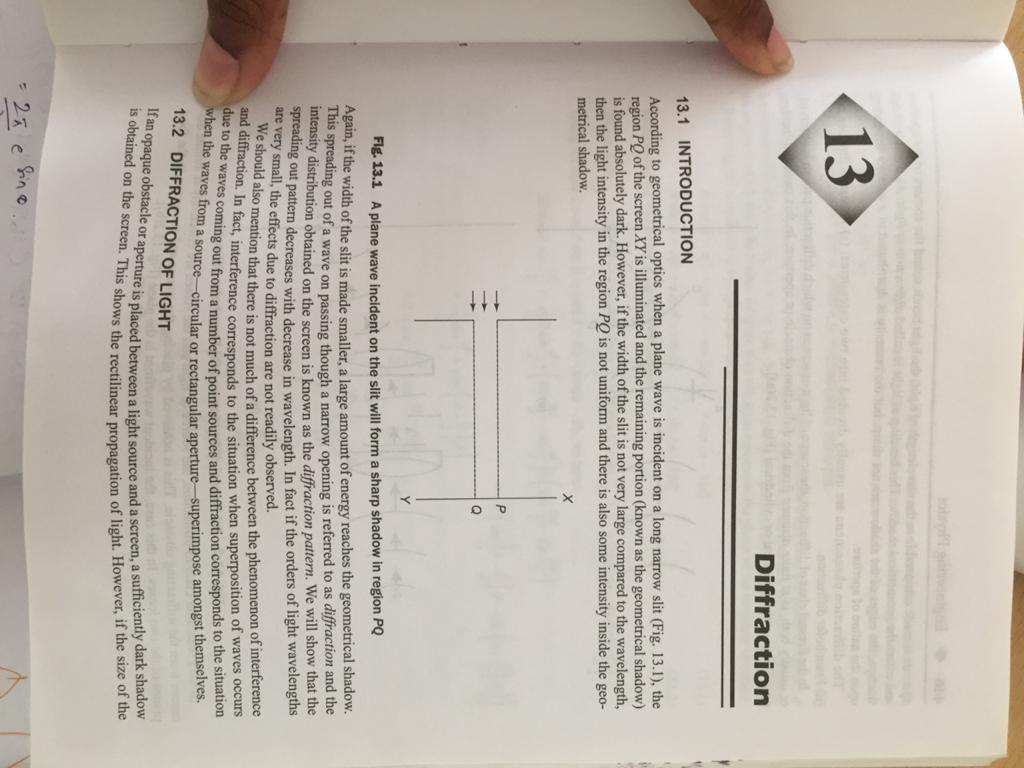 13
Diffraction
13.1 INTRODUCTION
According to geometrical optics when a plane wave is incident on a long narrow slit (Fig. 13.1), the
region PQ of the screen XY is illuminated and the remaining portion (known as the geometrical shadow)
is found absolutely dark. However, if the width of the slit is not very large compared to the wavelength,
then the light intensity in the region PQ is not uniform and there is also some intensity inside the geo-
metrical shadow.
X
P
Q
Y
Fig. 13.1 A plane wave incident on the slit will form a sharp shadow in region PQ
Again, if the width of the slit is made smaller, a large amount of energy reaches the geometrical shadow.
This spreading out of a wave on passing though a narrow opening is referred to as diffraction and the
intensity distribution obtained on the screen is known as the diffraction pattern. We will show that the
spreading out pattern decreases with decrease in wavelength. In fact if the orders of light wavelengths
are very small, the effects due to diffraction are not readily observed.
We should also mention that there is not much of a difference between the phenomenon of interference
and diffraction. In fact, interference corresponds to the situation when superposition of waves occurs
due to the waves coming out from a number of point sources and diffraction corresponds to the situation
when the waves from a source—circular or rectangular aperture—superimpose amongst themselves.
13.2 DIFFRACTION OF LIGHT
If an opaque obstacle or aperture is placed between a light source and a screen, a sufficiently dark shadow
is obtained on the screen. This shows the rectilinear propagation of light. However, if the size of the
= 2π e Sin θ